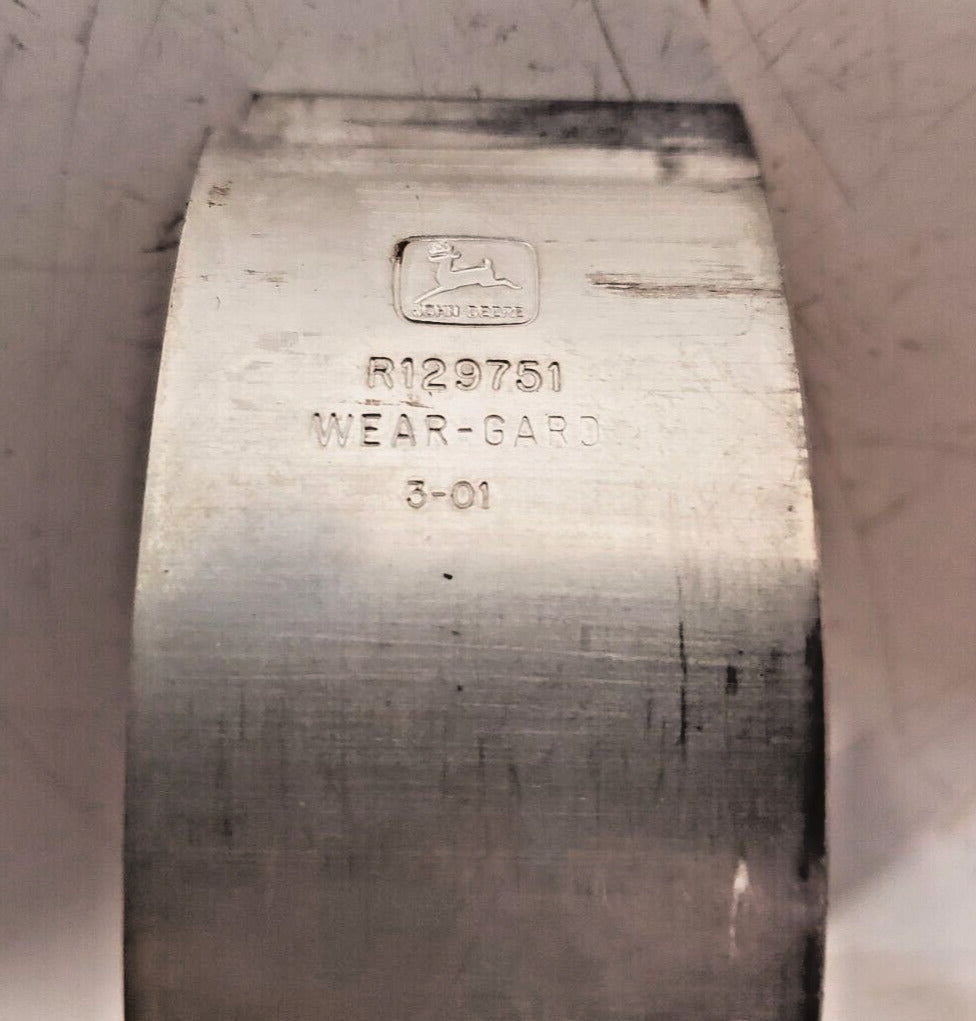 JOHN DEERE
R129751
WEAR-GARD
3-01